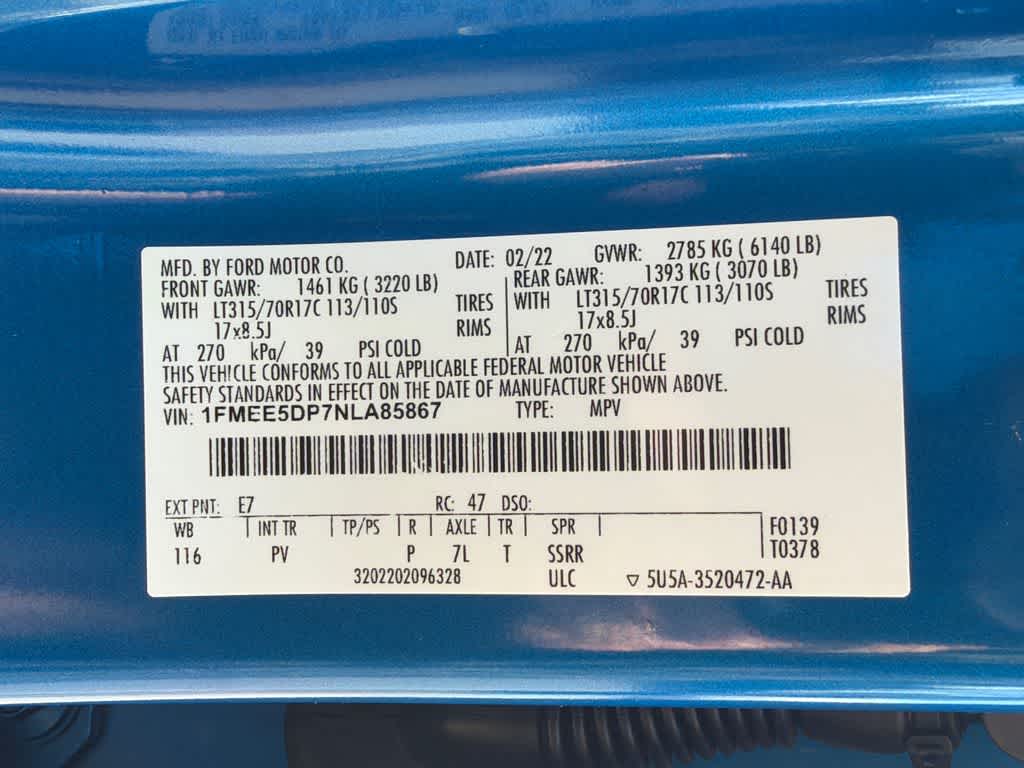 MFD. BY FORD MOTOR CO. DATE: 02/22 GVWR: 2785 KG ( 6140 LB)
FRONT GAWR: 1461 KG ( 3220 LB) REAR GAWR: 1393 KG ( 3070 LB)
WITH LT315/70R17C 113/110S TIRES WITH LT315/70R17C 113/110S TIRES
17x8.5J RIMS 17x8.5J RIMS
AT 270 kPa/ 39 PSI COLD AT 270 kPa/ 39 PSI COLD
THIS VEHICLE CONFORMS TO ALL APPLICABLE FEDERAL MOTOR VEHICLE
SAFETY STANDARDS IN EFFECT ON THE DATE OF MANUFACTURE SHOWN ABOVE.
VIN: 1FMEE5DP7NLA85867 TYPE: MPV
EXT PNT: E7 RC: 47 DSO:
WB INT TR TP/PS R AXLE TR SPR F0139
116 PV P 7L T SSRR T0378
3202202096328 ULC ▽ 5U5A-3520472-AA